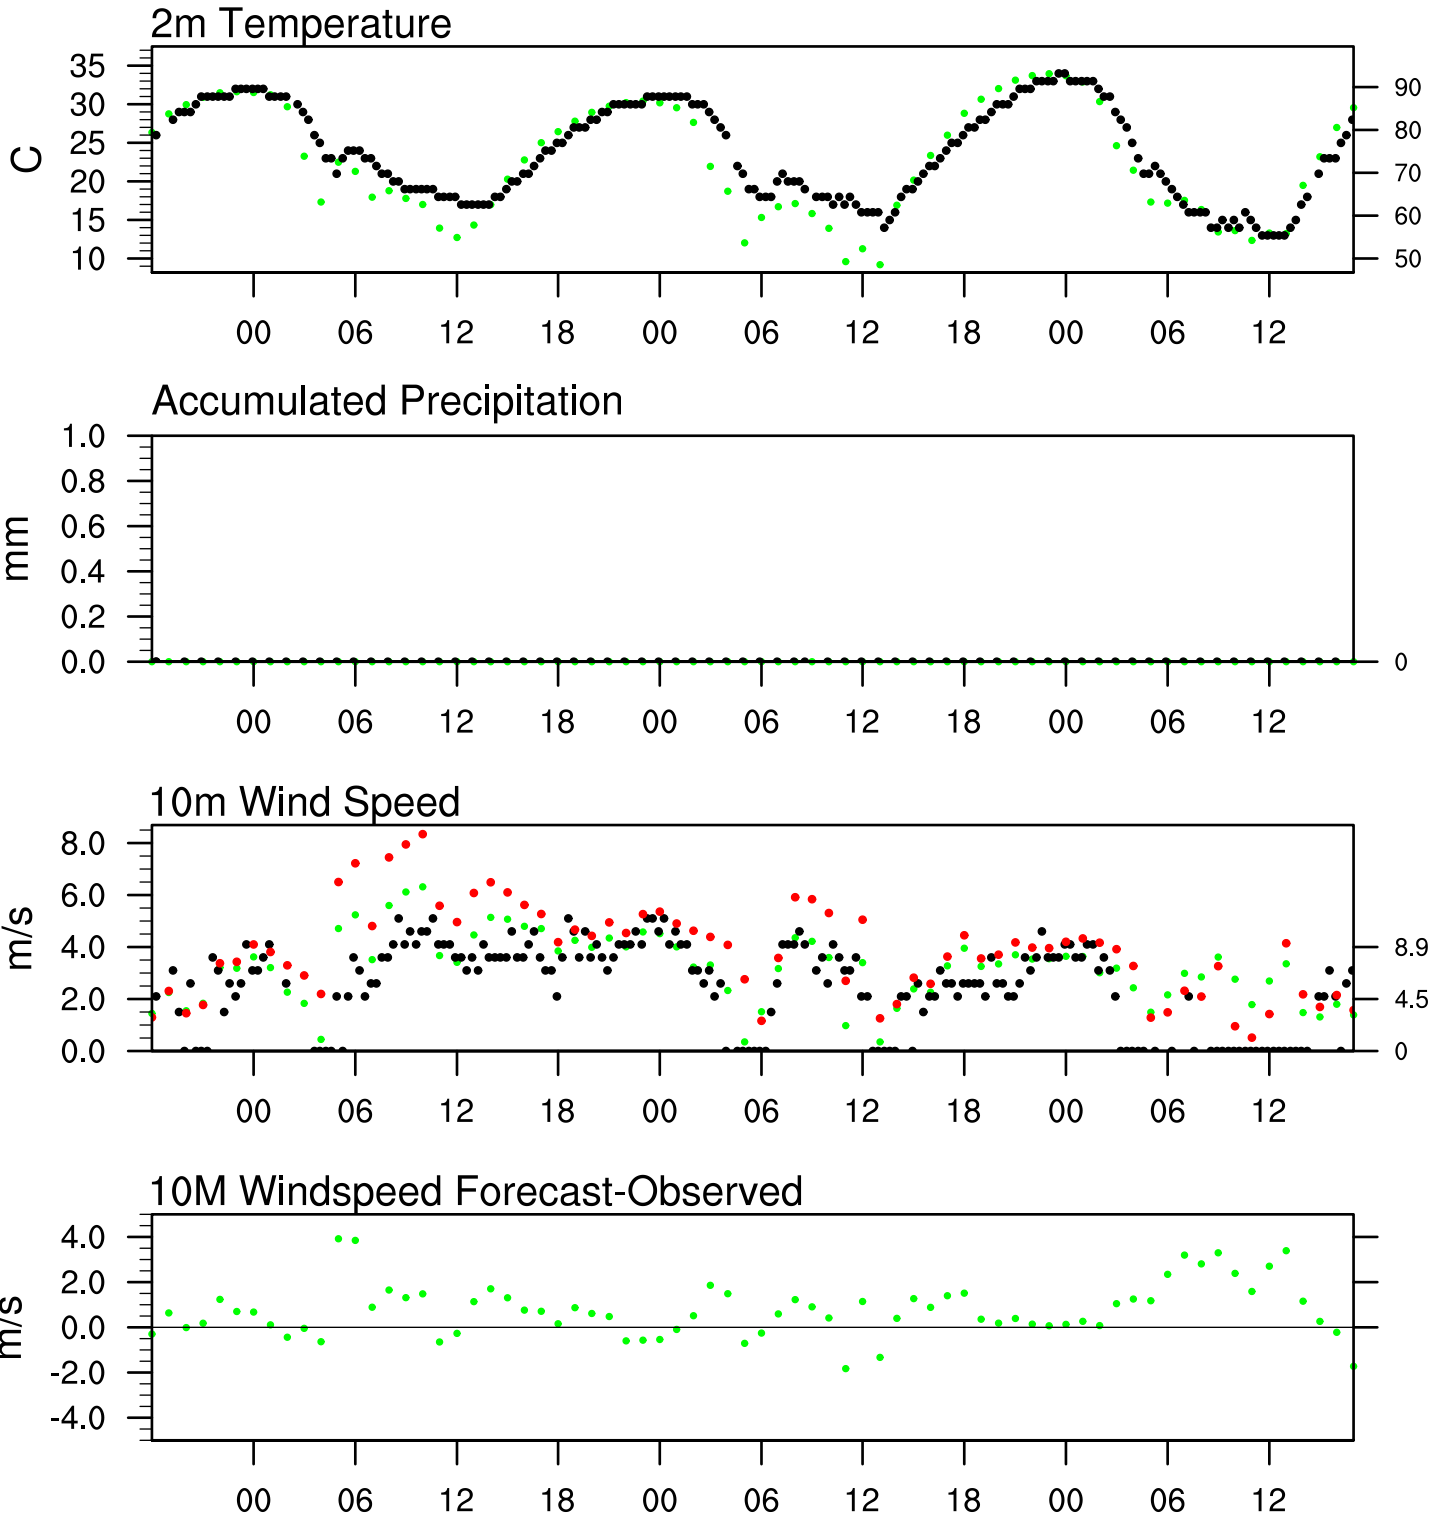 2m Temperature
35
30
25
20
15
10
C
90
80
70
60
50
00 06 12 18 00 06 12 18 00 06 12
Accumulated Precipitation
1.0
0.8
0.6
0.4
0.2
0.0
mm
0
00 06 12 18 00 06 12 18 00 06 12
10m Wind Speed
8.0
6.0
4.0
2.0
0.0
m/s
8.9
4.5
0
00 06 12 18 00 06 12 18 00 06 12
10M Windspeed Forecast-Observed
4.0
2.0
0.0
-2.0
-4.0
m/s
00 06 12 18 00 06 12 18 00 06 12